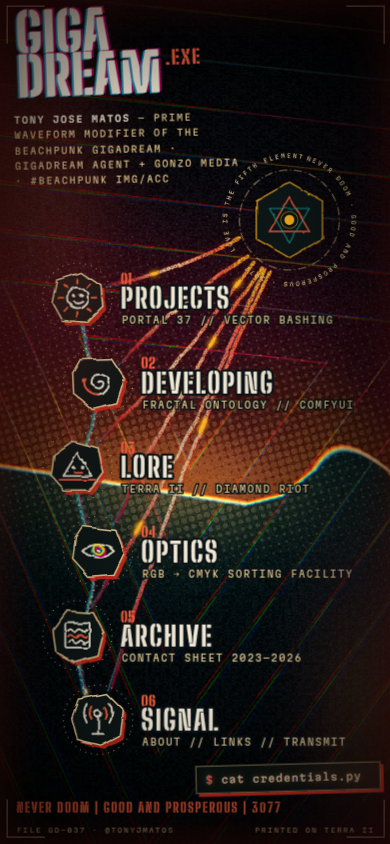 GIGA
DREAM.EXE
TONY JOSE MATOS — PRIME
WAVEFORM MODIFIER OF THE
BEACHPUNK GIGADREAM ·
GIGADREAM AGENT + GONZO MEDIA
· #BEACHPUNK IMG/ACC
LOVE IS THE FIFTH ELEMENT NEVER DOOM · GOOD AND PROSPEROUS
01
PROJECTS
PORTAL 37 // VECTOR BASHING
02
DEVELOPING
FRACTAL ONTOLOGY // COMFYUI
03
LORE
TERRA II // DIAMOND RIOT
04
OPTICS
RGB → CMYK SORTING FACILITY
05
ARCHIVE
CONTACT SHEET 2023–2026
06
SIGNAL
ABOUT // LINKS // TRANSMIT
$ cat credentials.py
NEVER DOOM | GOOD AND PROSPEROUS | 3077
FILE GD-037 · @TONYJMATOS
PRINTED ON TERRA II